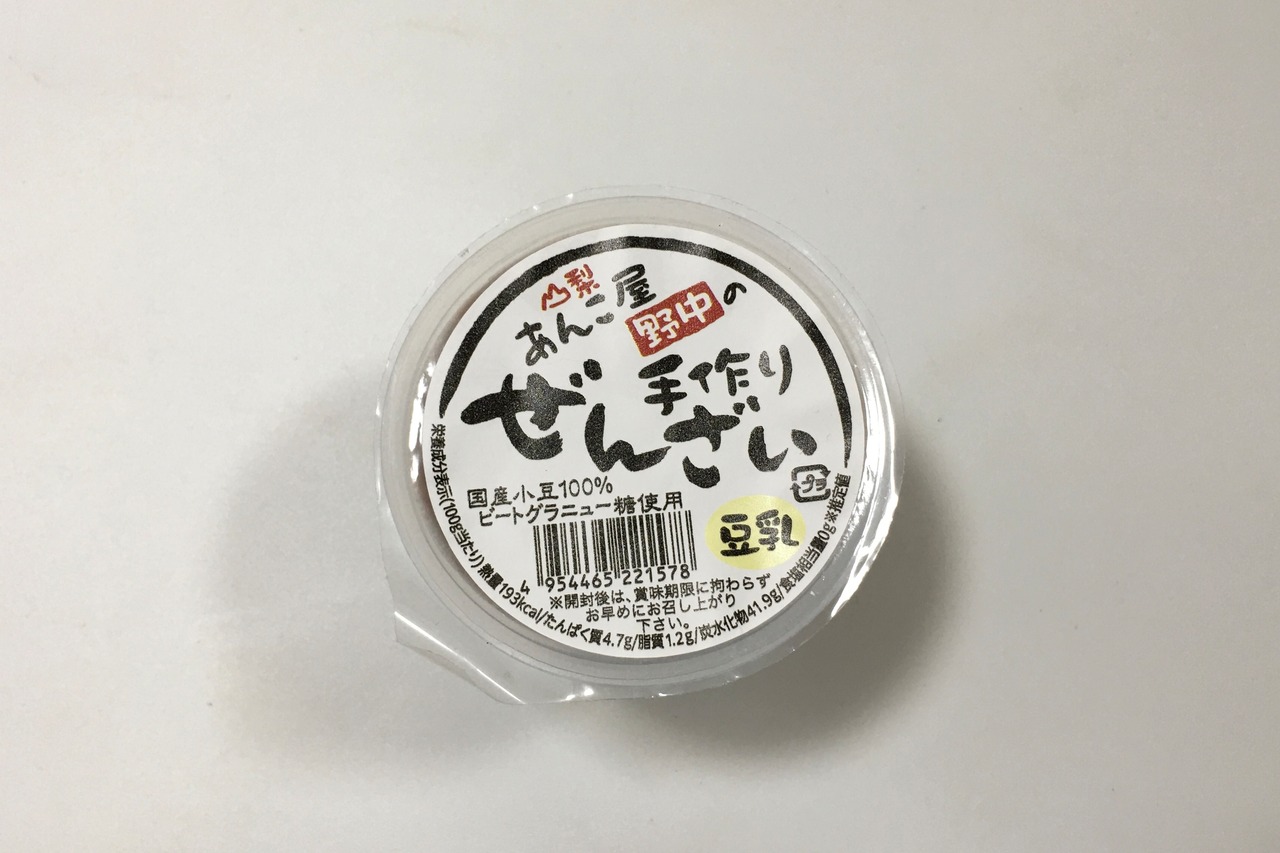 山梨
あんこ屋 野中の
手作り
ぜんざい
プラ
国産小豆100%
ビートグラニュー糖使用
豆乳
954465 221578
※開封後は、賞味期限に拘わらず
お早めにお召し上がり
下さい。
栄養成分表示(100g当たり) 熱量193kcal/たんぱく質4.7g/脂質1.2g/炭水化物41.9g/食塩相当量0g※推定値